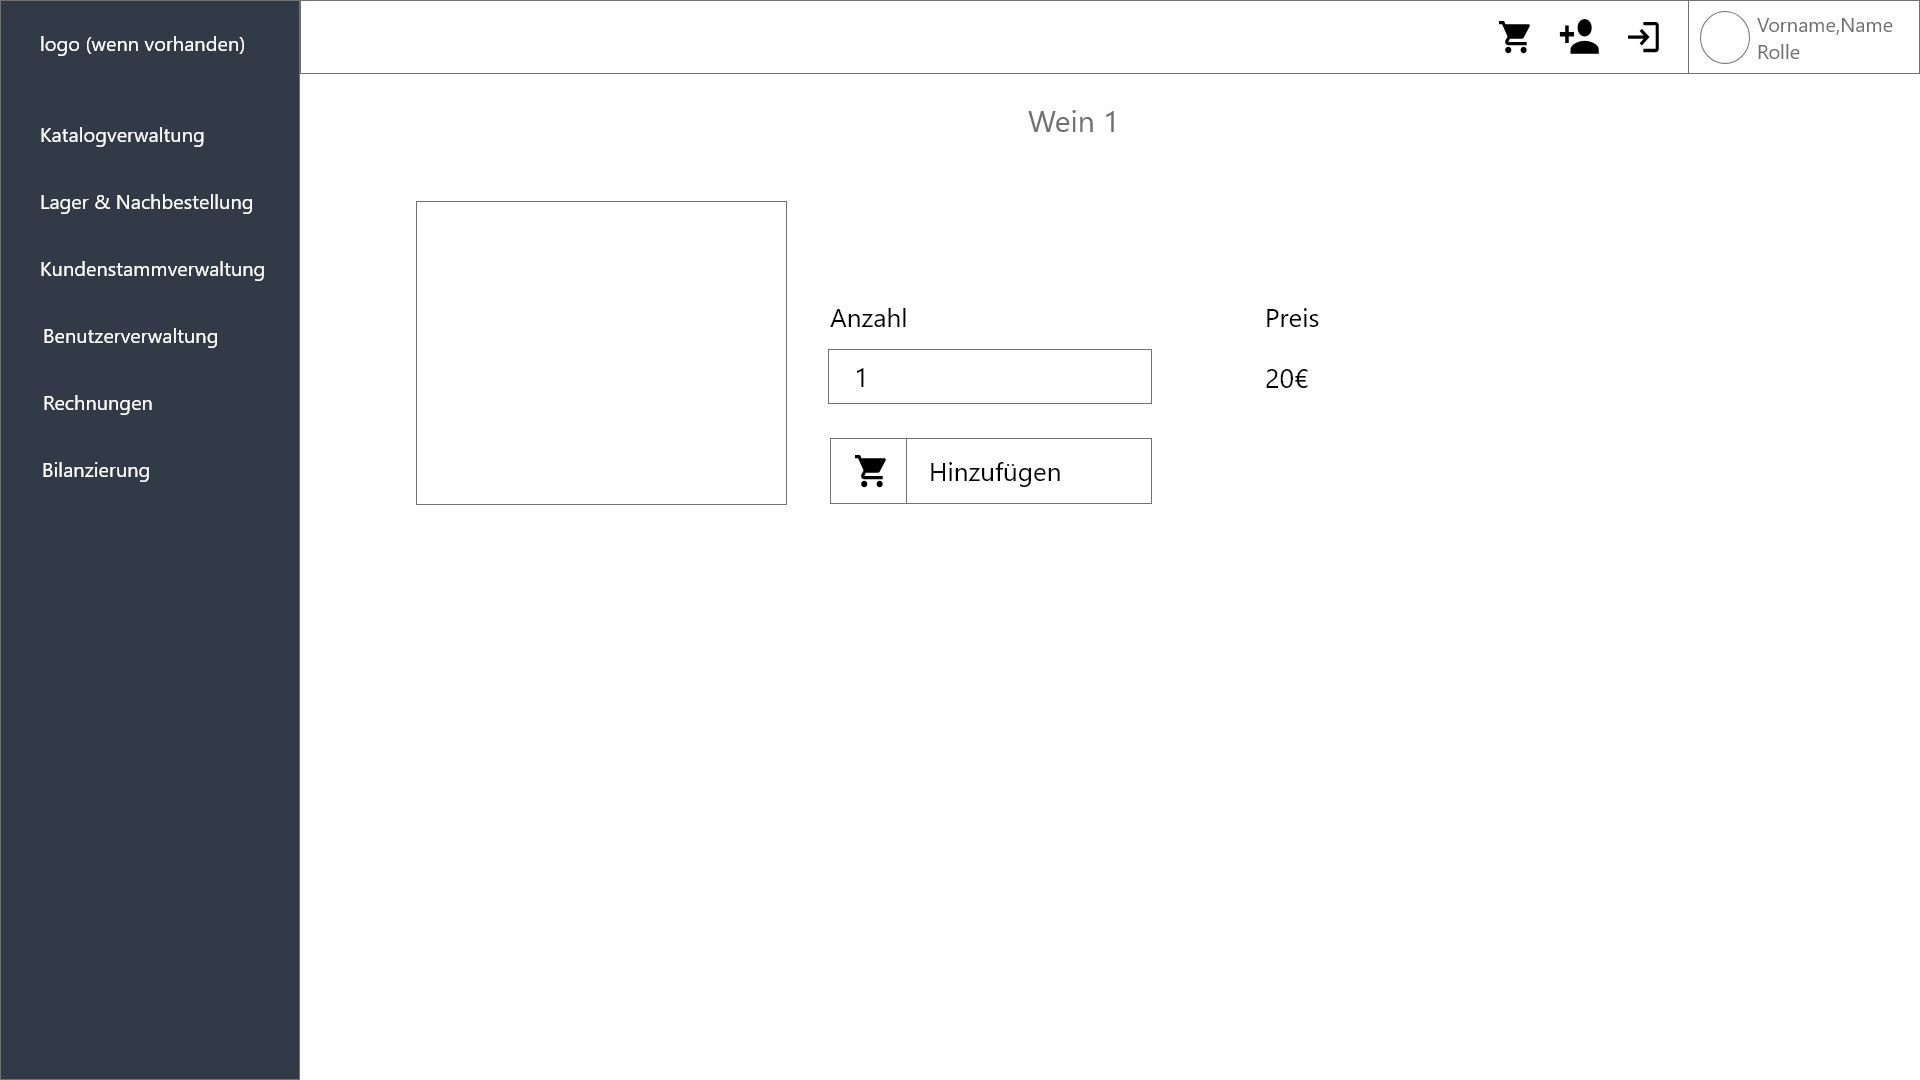 logo (wenn vorhanden)
Vorname,Name
Rolle
Katalogverwaltung
Lager & Nachbestellung
Kundenstammverwaltung
Benutzerverwaltung
Rechnungen
Bilanzierung
Wein 1
Anzahl
Preis
1
20€
Hinzufügen